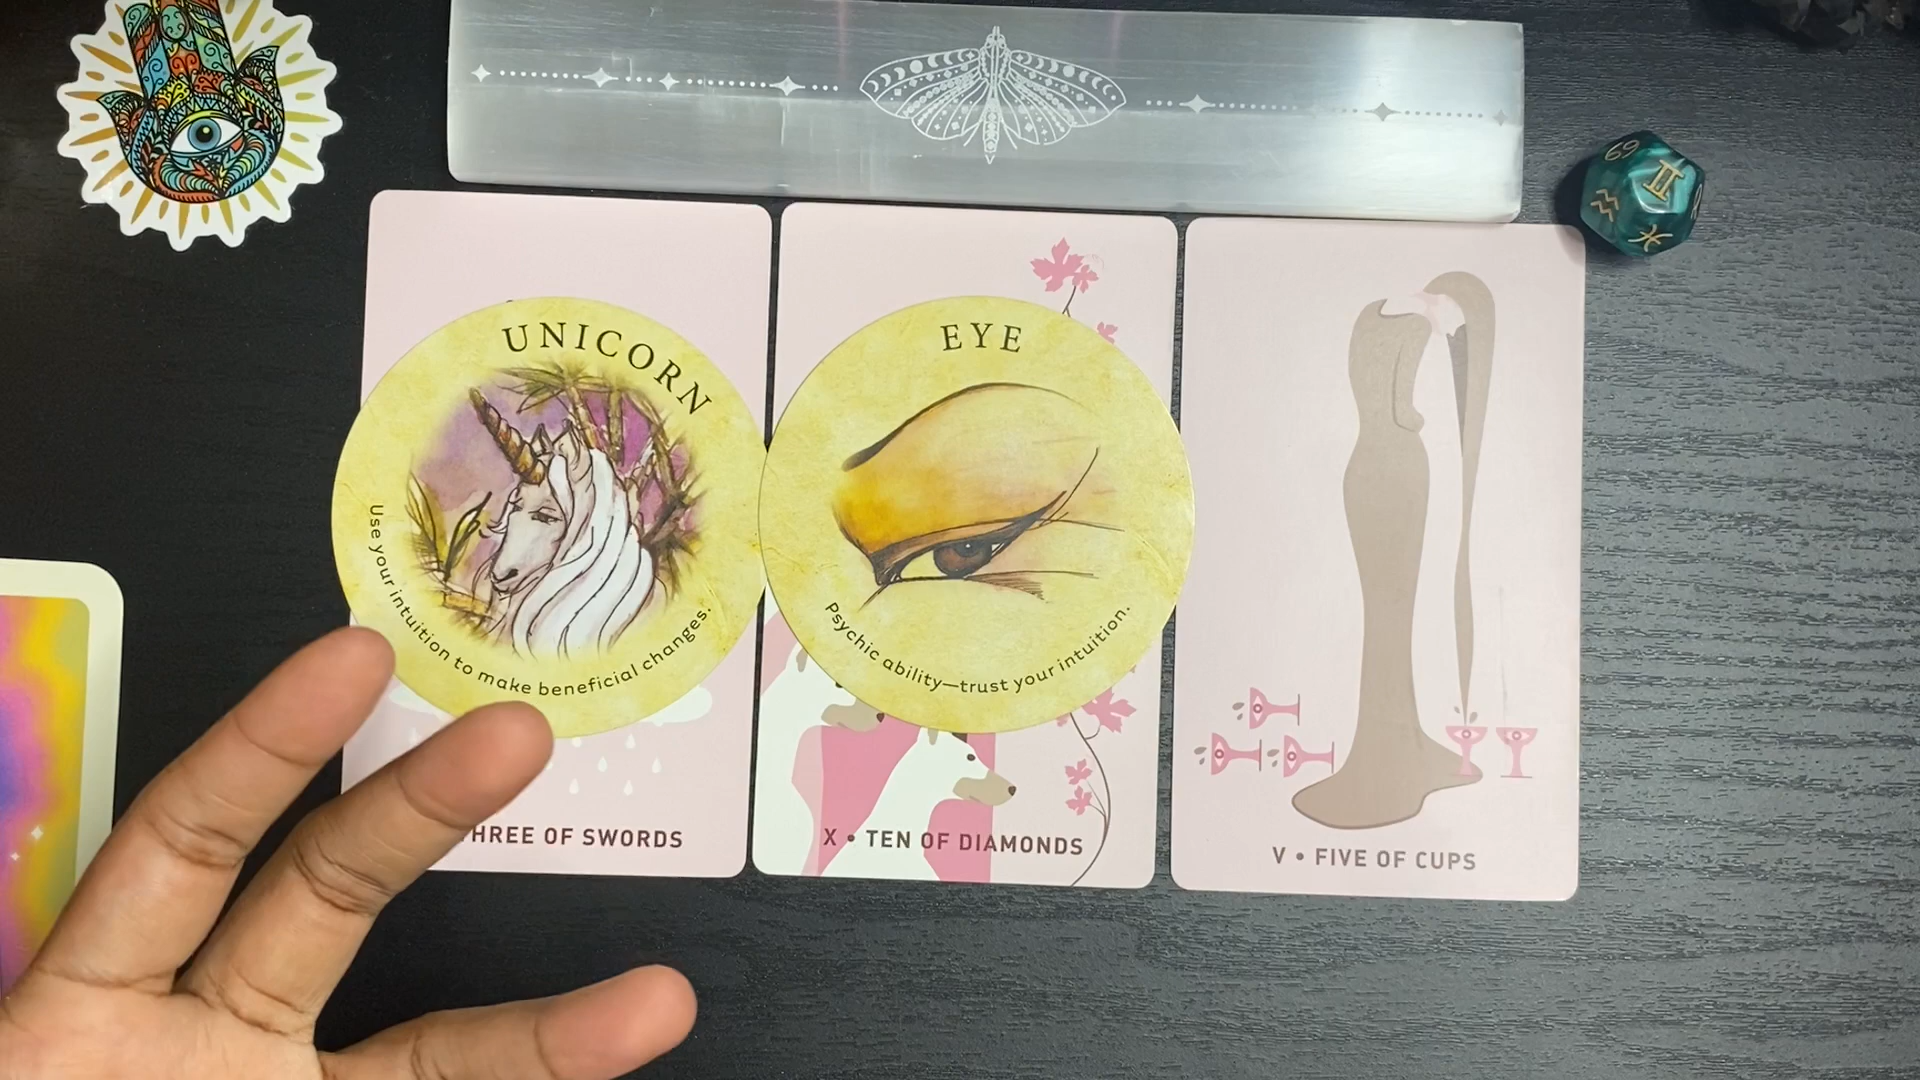 UNICORN
Use your intuition to make beneficial changes.
EYE
Psychic ability—trust your intuition.
THREE OF SWORDS
X • TEN OF DIAMONDS
V • FIVE OF CUPS